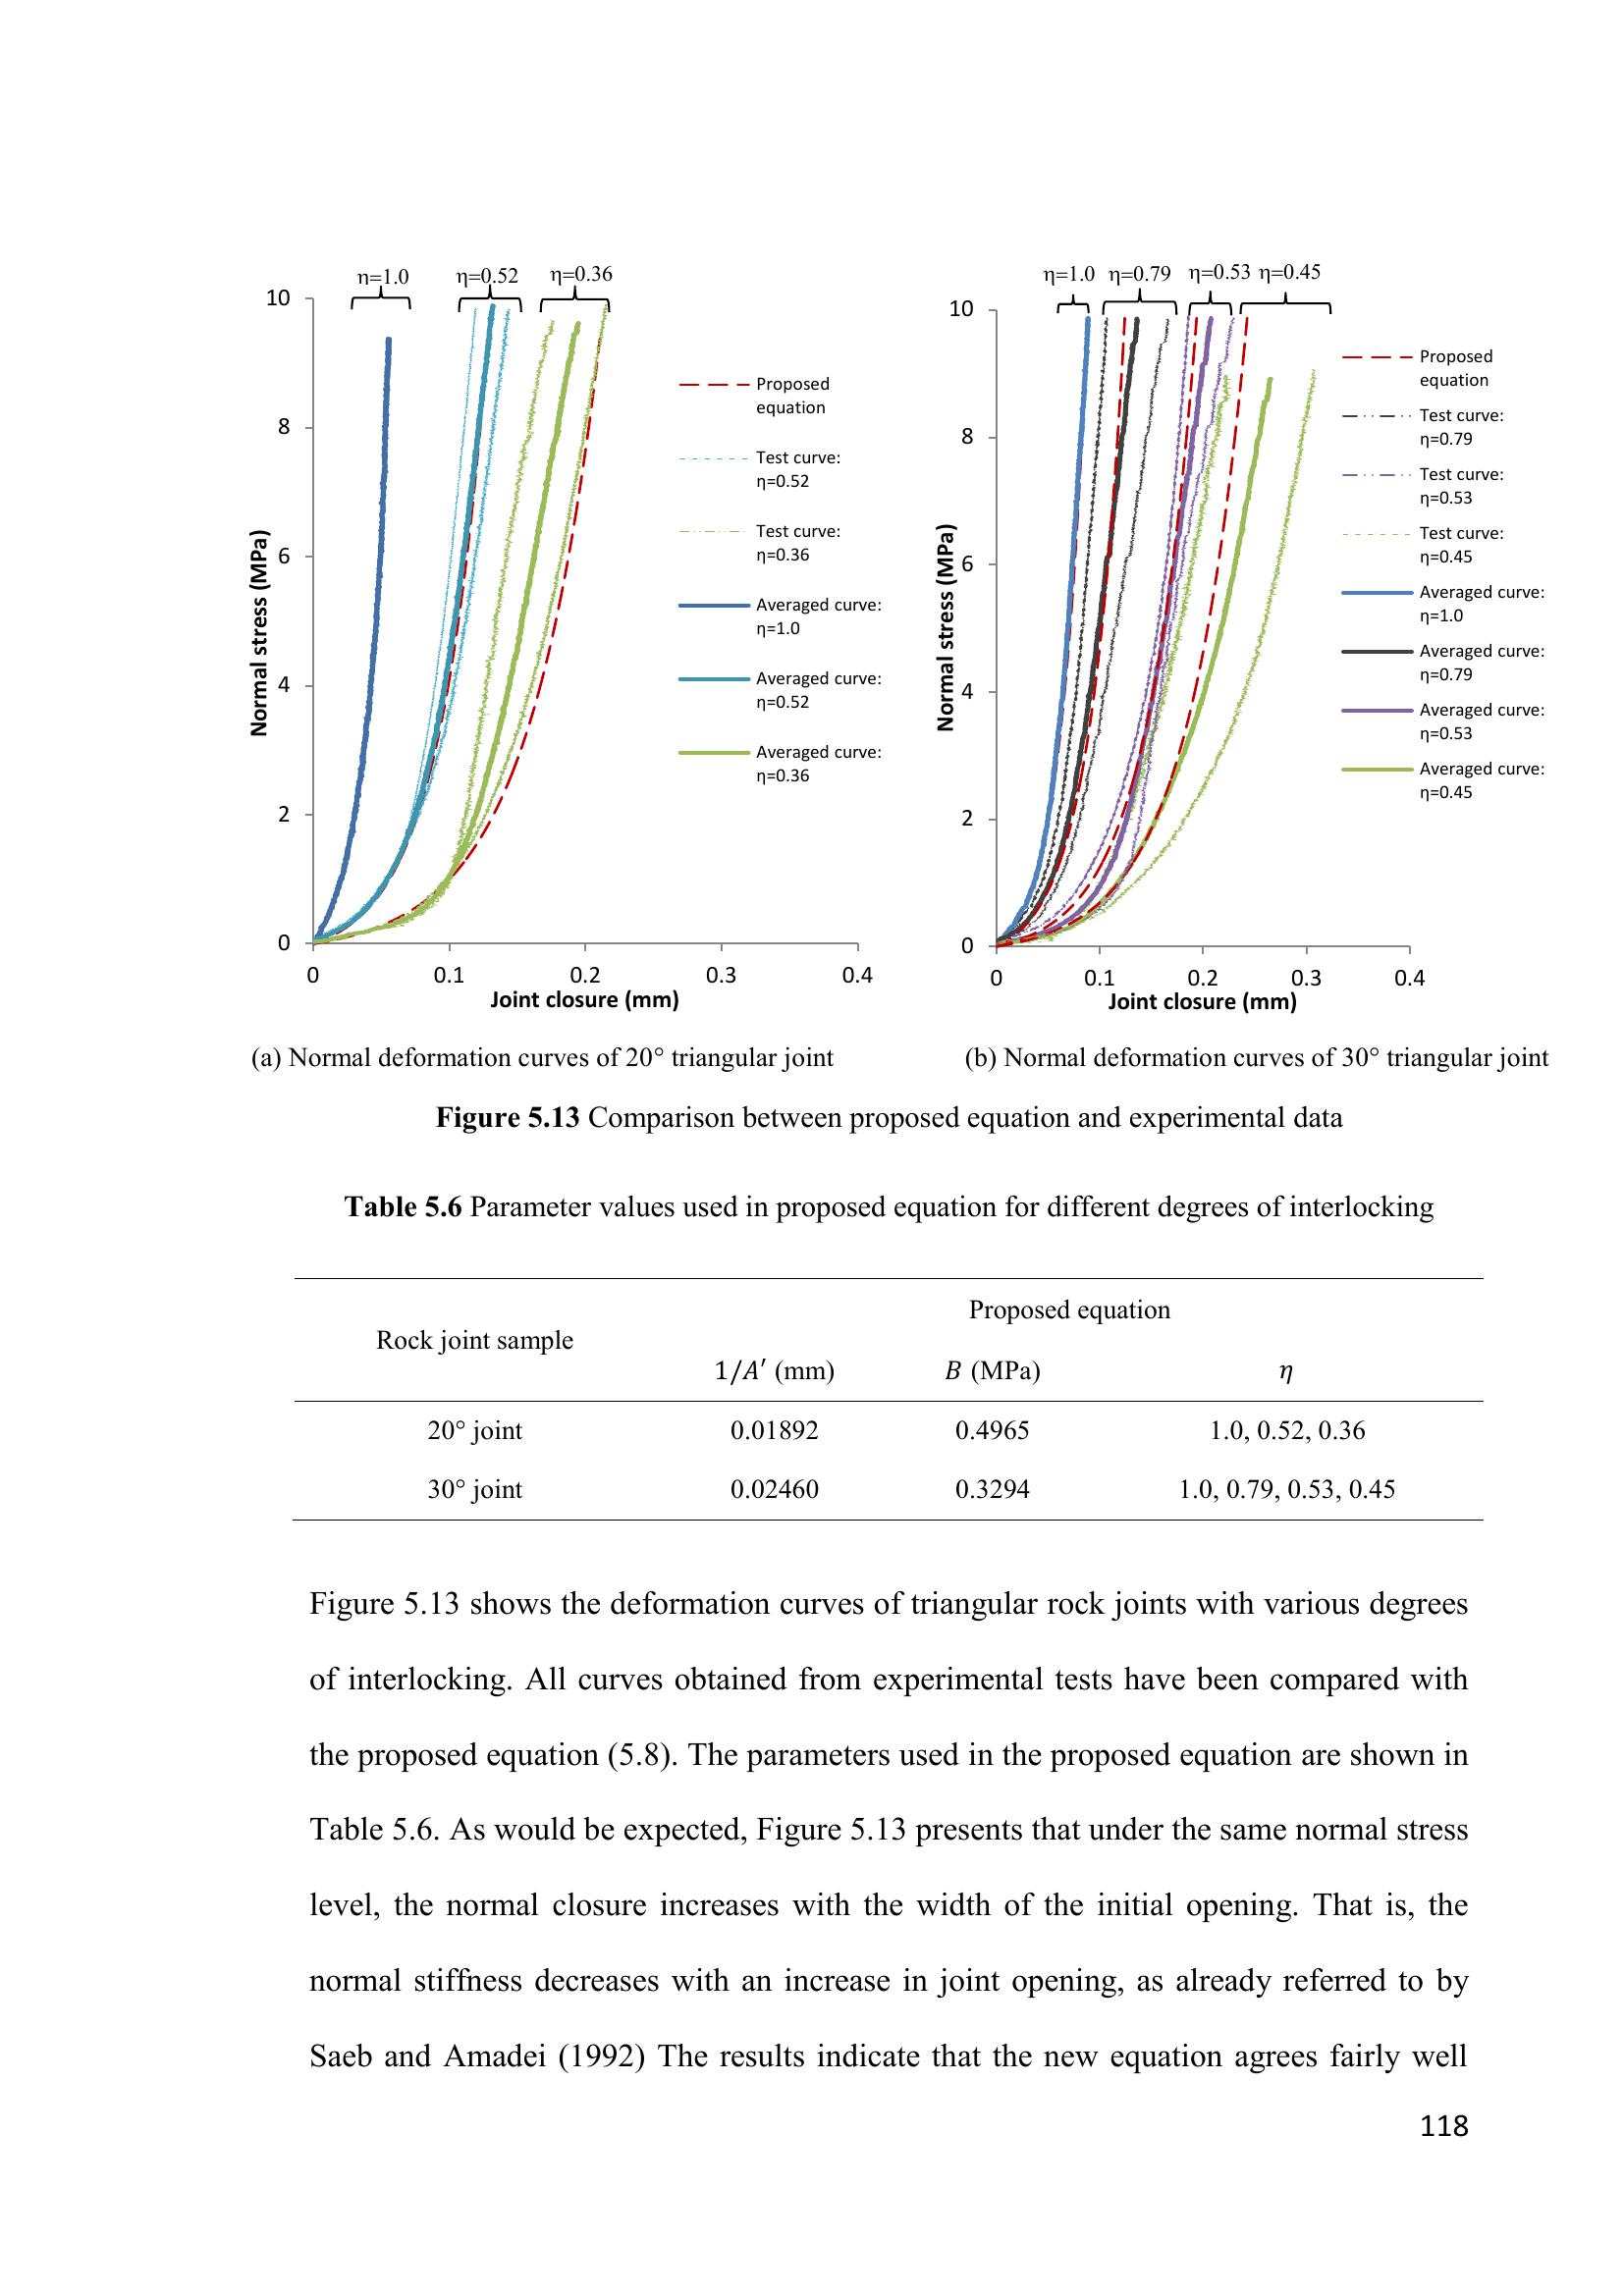 η=1.0
η=0.52
η=0.36
10
8
6
4
2
0
0
0.1
0.2
0.3
0.4
Normal stress (MPa)
Joint closure (mm)
Proposed
equation
Test curve:
η=0.52
Test curve:
η=0.36
Averaged curve:
η=1.0
Averaged curve:
η=0.52
Averaged curve:
η=0.36
η=1.0
η=0.79
η=0.53
η=0.45
10
8
6
4
2
0
0
0.1
0.2
0.3
0.4
Normal stress (MPa)
Joint closure (mm)
Proposed
equation
Test curve:
η=0.79
Test curve:
η=0.53
Test curve:
η=0.45
Averaged curve:
η=1.0
Averaged curve:
η=0.79
Averaged curve:
η=0.53
Averaged curve:
η=0.45
(a) Normal deformation curves of 20° triangular joint
(b) Normal deformation curves of 30° triangular joint
Figure 5.13 Comparison between proposed equation and experimental data
Table 5.6 Parameter values used in proposed equation for different degrees of interlocking
Rock joint sample
Proposed equation
1/A′ (mm) B (MPa) η
20° joint 0.01892 0.4965 1.0, 0.52, 0.36
30° joint 0.02460 0.3294 1.0, 0.79, 0.53, 0.45
Figure 5.13 shows the deformation curves of triangular rock joints with various degrees
of interlocking. All curves obtained from experimental tests have been compared with
the proposed equation (5.8). The parameters used in the proposed equation are shown in
Table 5.6. As would be expected, Figure 5.13 presents that under the same normal stress
level, the normal closure increases with the width of the initial opening. That is, the
normal stiffness decreases with an increase in joint opening, as already referred to by
Saeb and Amadei (1992) The results indicate that the new equation agrees fairly well
118